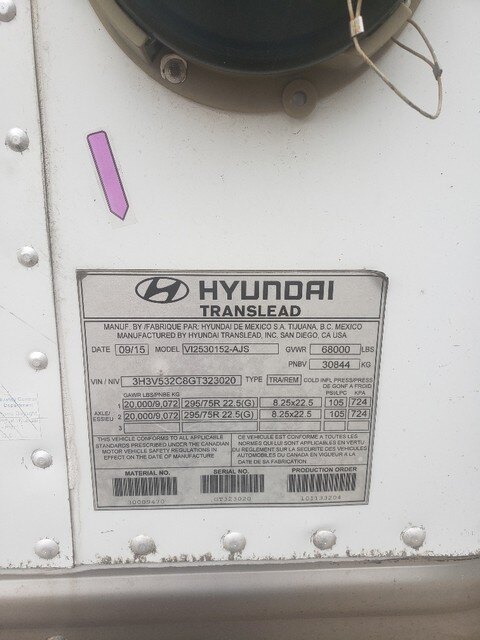 HYUNDAI
TRANSLEAD
MANUF. BY /FABRIQUE PAR: HYUNDAI DE MEXICO S.A. TIJUANA, B.C. MEXICO
MANUFACTURED BY HYUNDAI TRANSLEAD, INC. SAN DIEGO, CA USA
DATE 09/15 MODEL VI2530152-AJS GVWR 68000 LBS
PNBV 30844 KG
VIN / NIV 3H3V532C8GT323020 TYPE TRA/REM COLD INFL PRESS/PRESS DE GONF A FROID
GAWR LBS/PNBE KG PSI/LPC KPA
AXLE/ESSIEU
1 20,000/9,072 295/75R 22.5(G) 8.25x22.5 105 724
2 20,000/9,072 295/75R 22.5(G) 8.25x22.5 105 724
3
THIS VEHICLE CONFORMS TO ALL APPLICABLE
STANDARDS PRESCRIBED UNDER THE CANADIAN
MOTOR VEHICLE SAFETY REGULATIONS IN
EFFECT ON THE DATE OF MANUFACTURE
CE VEHICULE EST CONFORME A TOUTES LES
NORMES QUI LUI SONT APPLICABLES EN VERTU
DU REGLEMENT SUR LA SECURITE DES VEHICULES
AUTOMOBILES DU CANADA EN VIGUEUR A LA
DATE DE SA FABRICATION
MATERIAL NO. SERIAL NO. PRODUCTION ORDER
30009470 GT323020 101133204